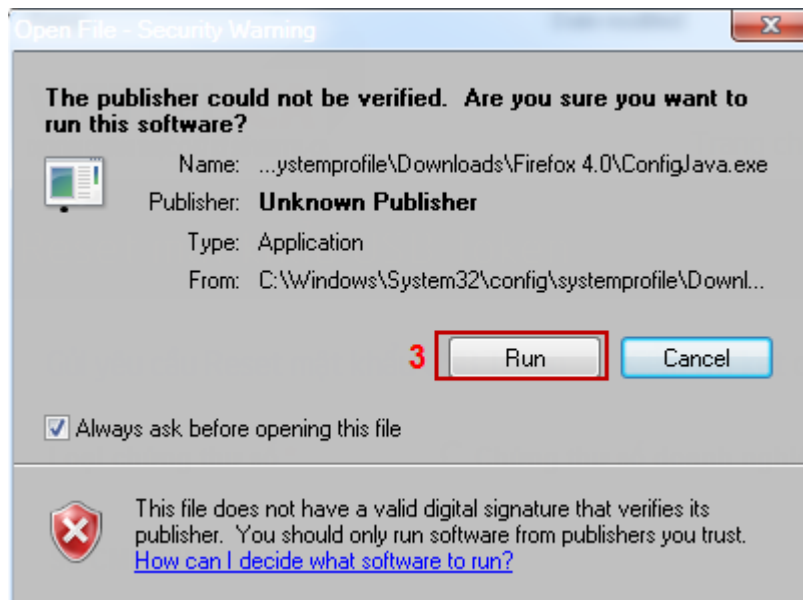 Open File - Security Warning
The publisher could not be verified. Are you sure you want to
run this software?
Name: ...ystemprofile\Downloads\Firefox 4.0\ConfigJava.exe
Publisher: Unknown Publisher
Type: Application
From: C:\Windows\System32\config\systemprofile\Downl...
3 Run Cancel
Always ask before opening this file
This file does not have a valid digital signature that verifies its
publisher. You should only run software from publishers you trust.
How can I decide what software to run?